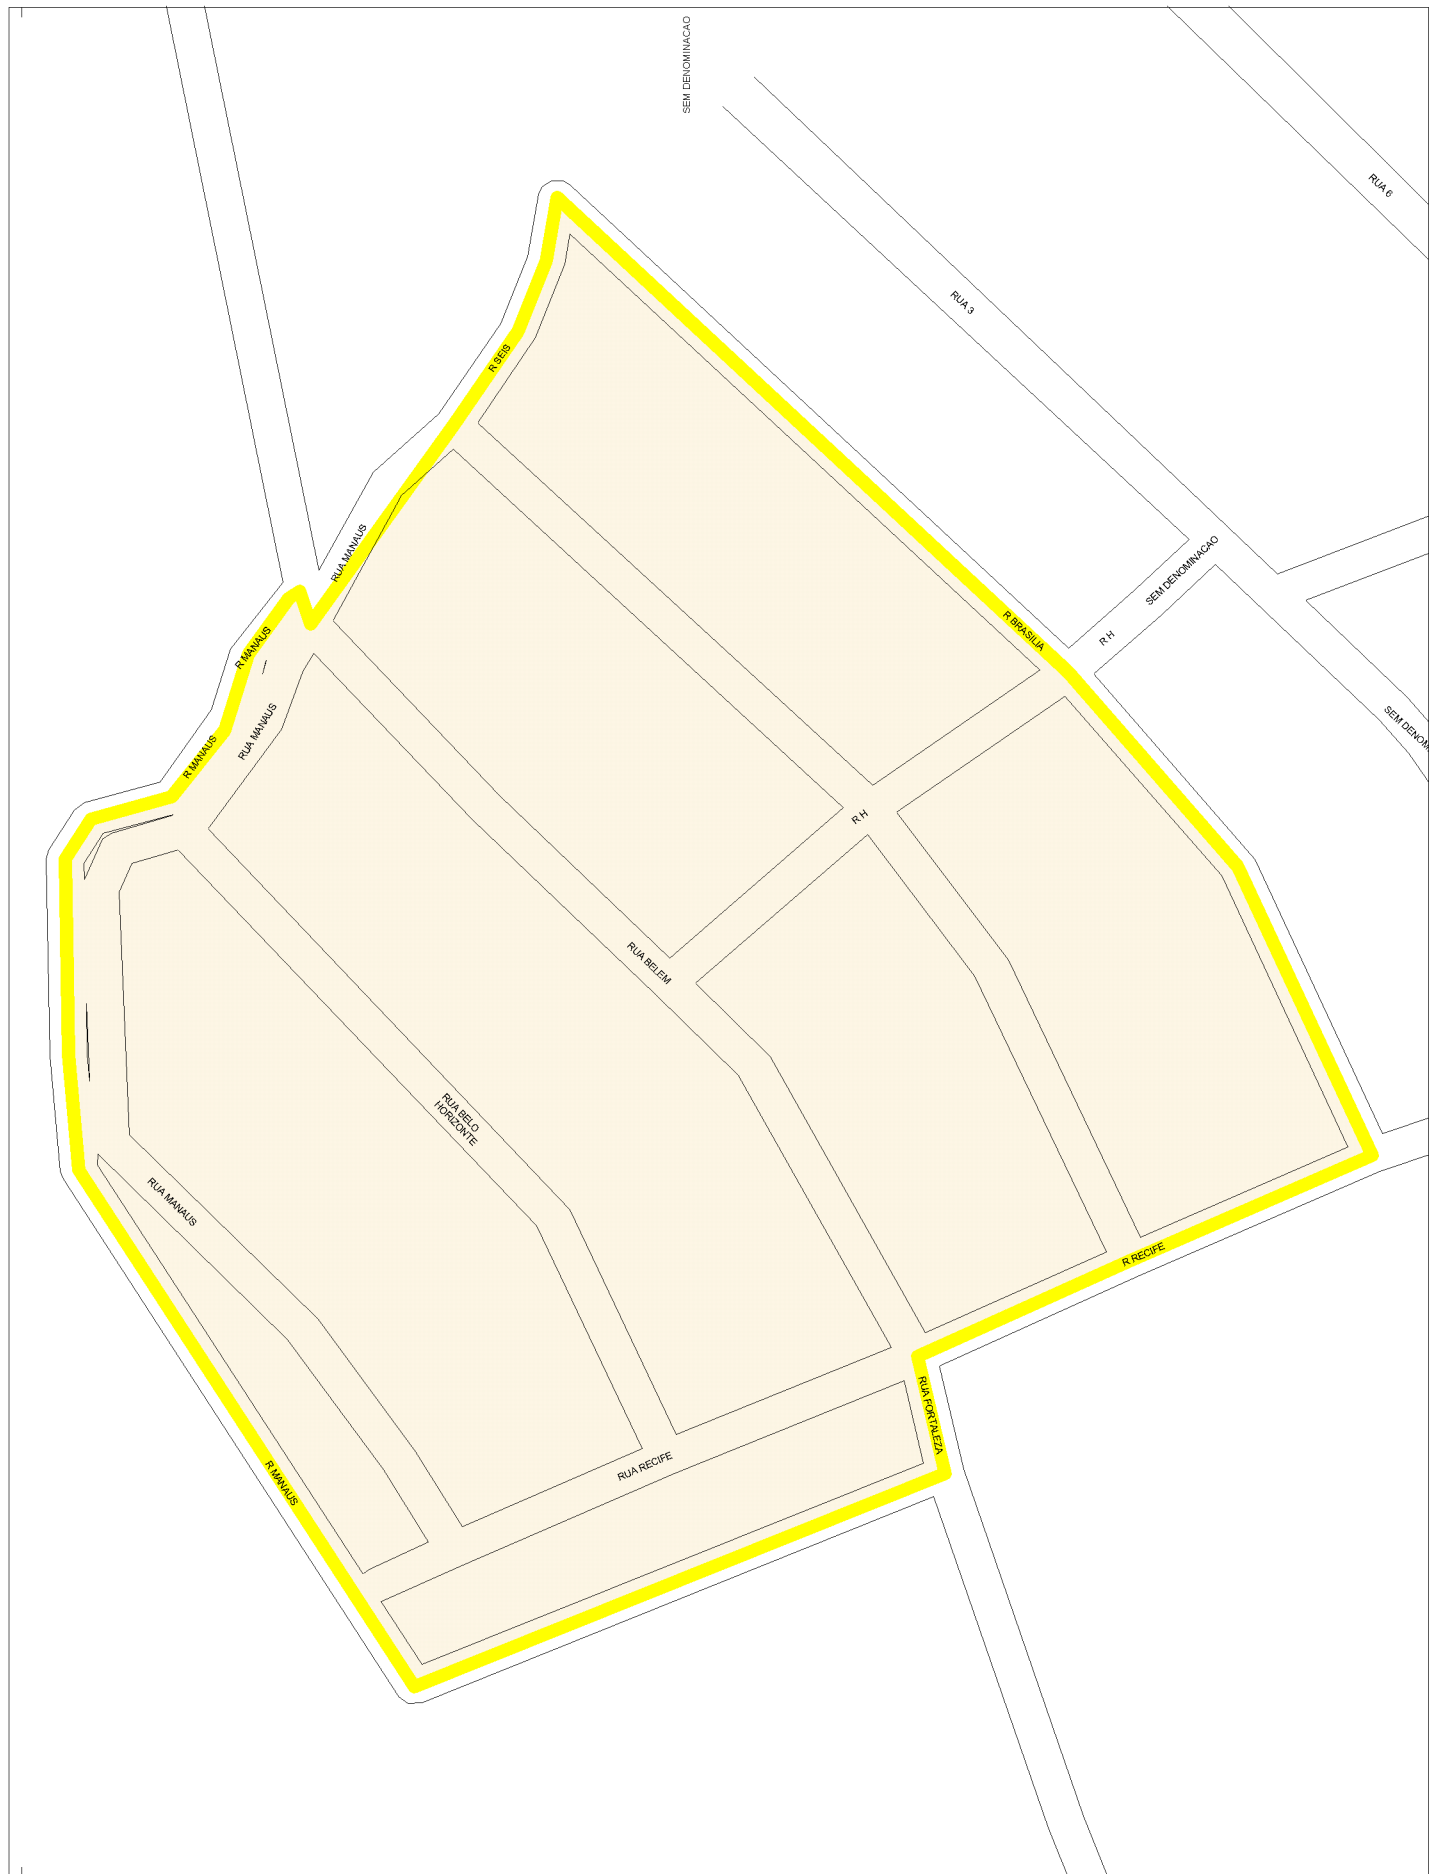 SEM DENOMINACAO
RUA 6
RUA 3
R SEIS
RUA MANAUS
SEM DENOMINACAO
R H
R BRASILIA
R MANAUS
RUA MANAUS
R MANAUS
SEM DENOM
R H
RUA BELEM
RUA BELO
HORIZONTE
RUA MANAUS
R RECIFE
RUA FORTALEZA
RUA RECIFE
R MANAUS